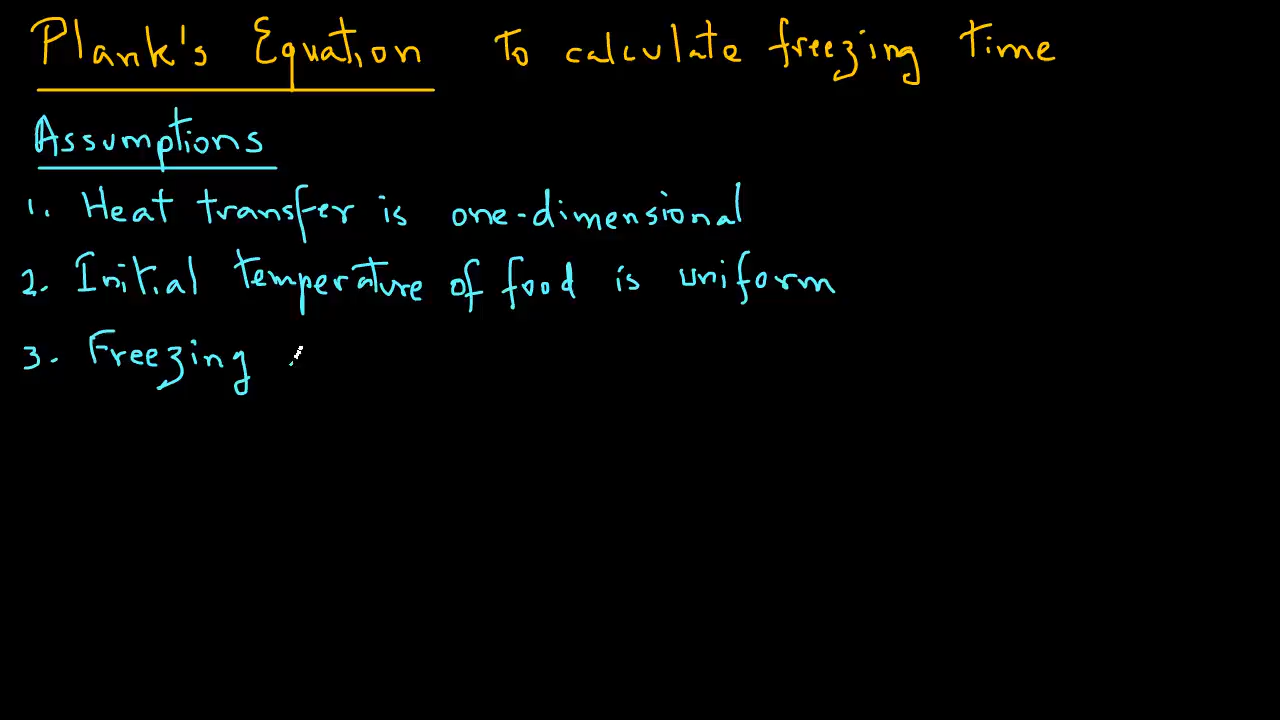 Plank's Equation To calculate freezing time
Assumptions
1. Heat transfer is one-dimensional
2. Initial temperature of food is uniform
3. Freezing